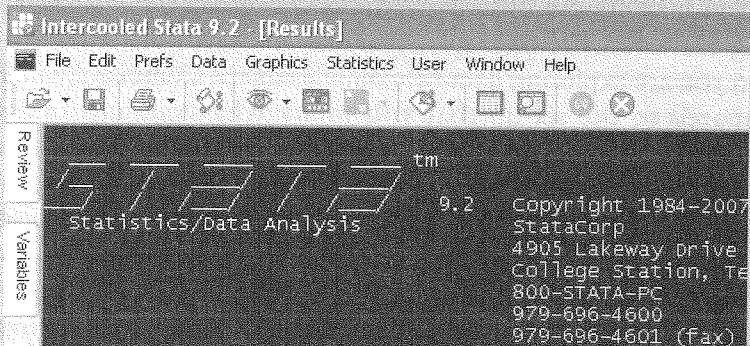 Intercooled Stata 9.2 - [Results]
File Edit Prefs Data Graphics Statistics User Window Help
Review
Variables
STATA tm
Statistics/Data Analysis
9.2 Copyright 1984-2007
StataCorp
4905 Lakeway Drive
College Station, Te
800-STATA-PC
979-696-4600
979-696-4601 (fax)